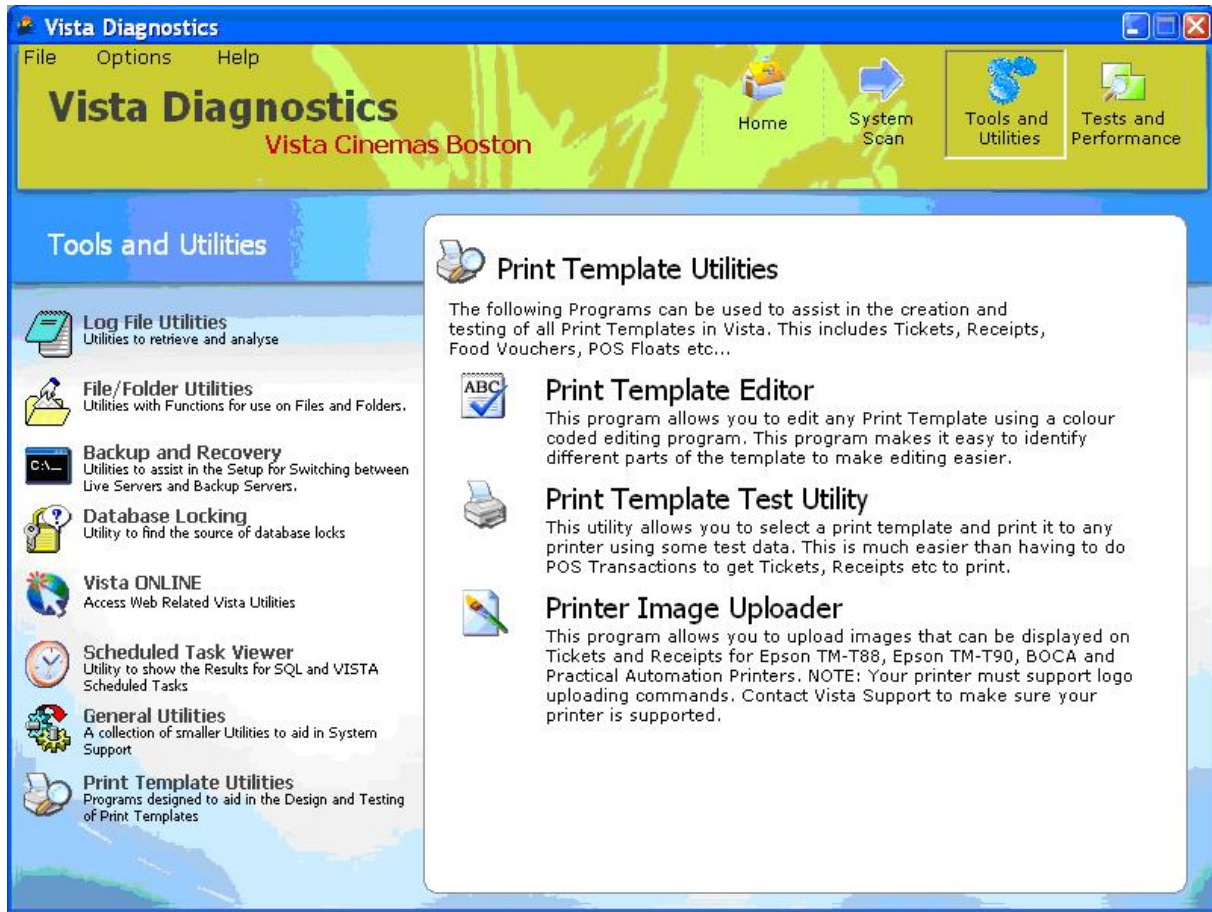 Vista Diagnostics
File Options Help
Vista Diagnostics
Vista Cinemas Boston
Home
System
Scan
Tools and
Utilities
Tests and
Performance
Tools and Utilities
Log File Utilities
Utilities to retrieve and analyse
File/Folder Utilities
Utilities with Functions for use on Files and Folders.
C:\_
Backup and Recovery
Utilities to assist in the Setup for Switching between
Live Servers and Backup Servers.
Database Locking
Utility to find the source of database locks
Vista ONLINE
Access Web Related Vista Utilities
Scheduled Task Viewer
Utility to show the Results for SQL and VISTA
Scheduled Tasks
General Utilities
A collection of smaller Utilities to aid in System
Support
Print Template Utilities
Programs designed to aid in the Design and Testing
of Print Templates
Print Template Utilities
The following Programs can be used to assist in the creation and
testing of all Print Templates in Vista. This includes Tickets, Receipts,
Food Vouchers, POS Floats etc...
ABC
Print Template Editor
This program allows you to edit any Print Template using a colour
coded editing program. This program makes it easy to identify
different parts of the template to make editing easier.
Print Template Test Utility
This utility allows you to select a print template and print it to any
printer using some test data. This is much easier than having to do
POS Transactions to get Tickets, Receipts etc to print.
Printer Image Uploader
This program allows you to upload images that can be displayed on
Tickets and Receipts for Epson TM-T88, Epson TM-T90, BOCA and
Practical Automation Printers. NOTE: Your printer must support logo
uploading commands. Contact Vista Support to make sure your
printer is supported.